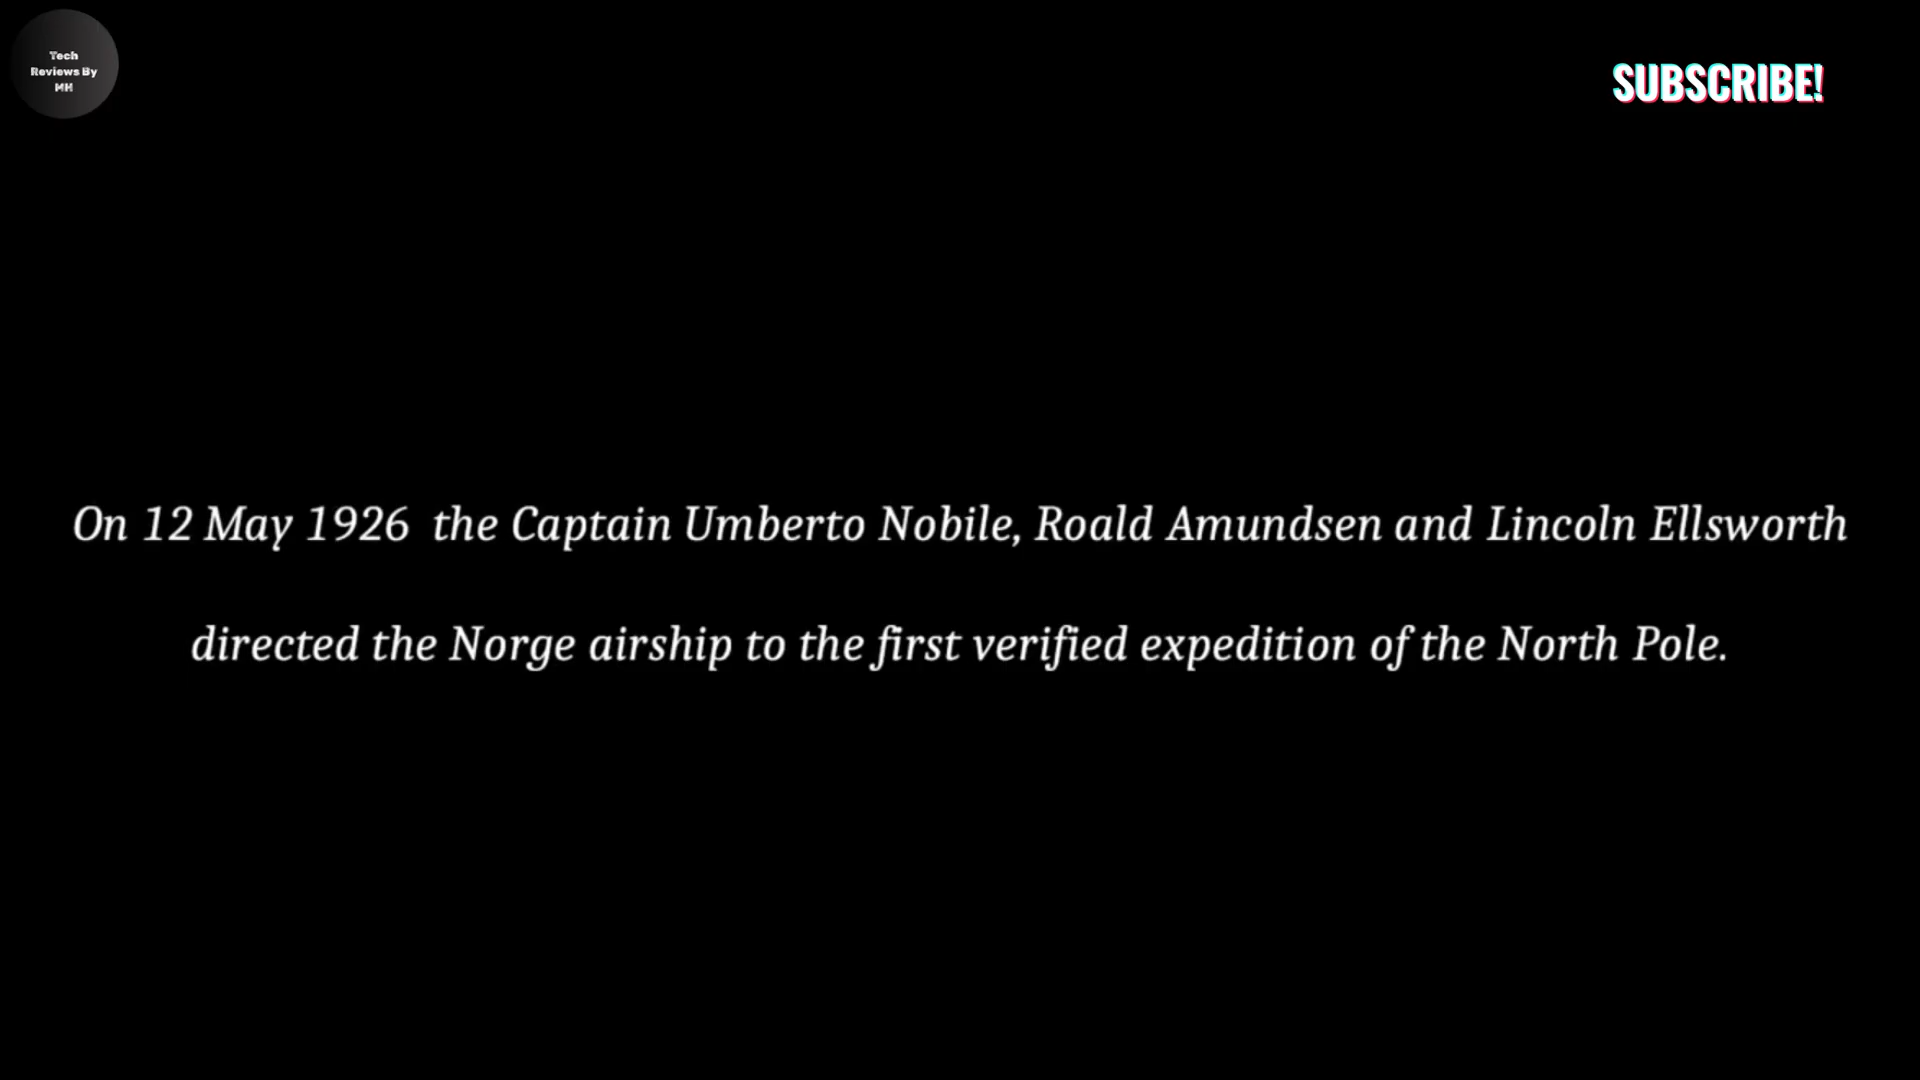 Tech
Reviews By
MH
SUBSCRIBE!
On 12 May 1926  the Captain Umberto Nobile, Roald Amundsen and Lincoln Ellsworth
directed the Norge airship to the first verified expedition of the North Pole.